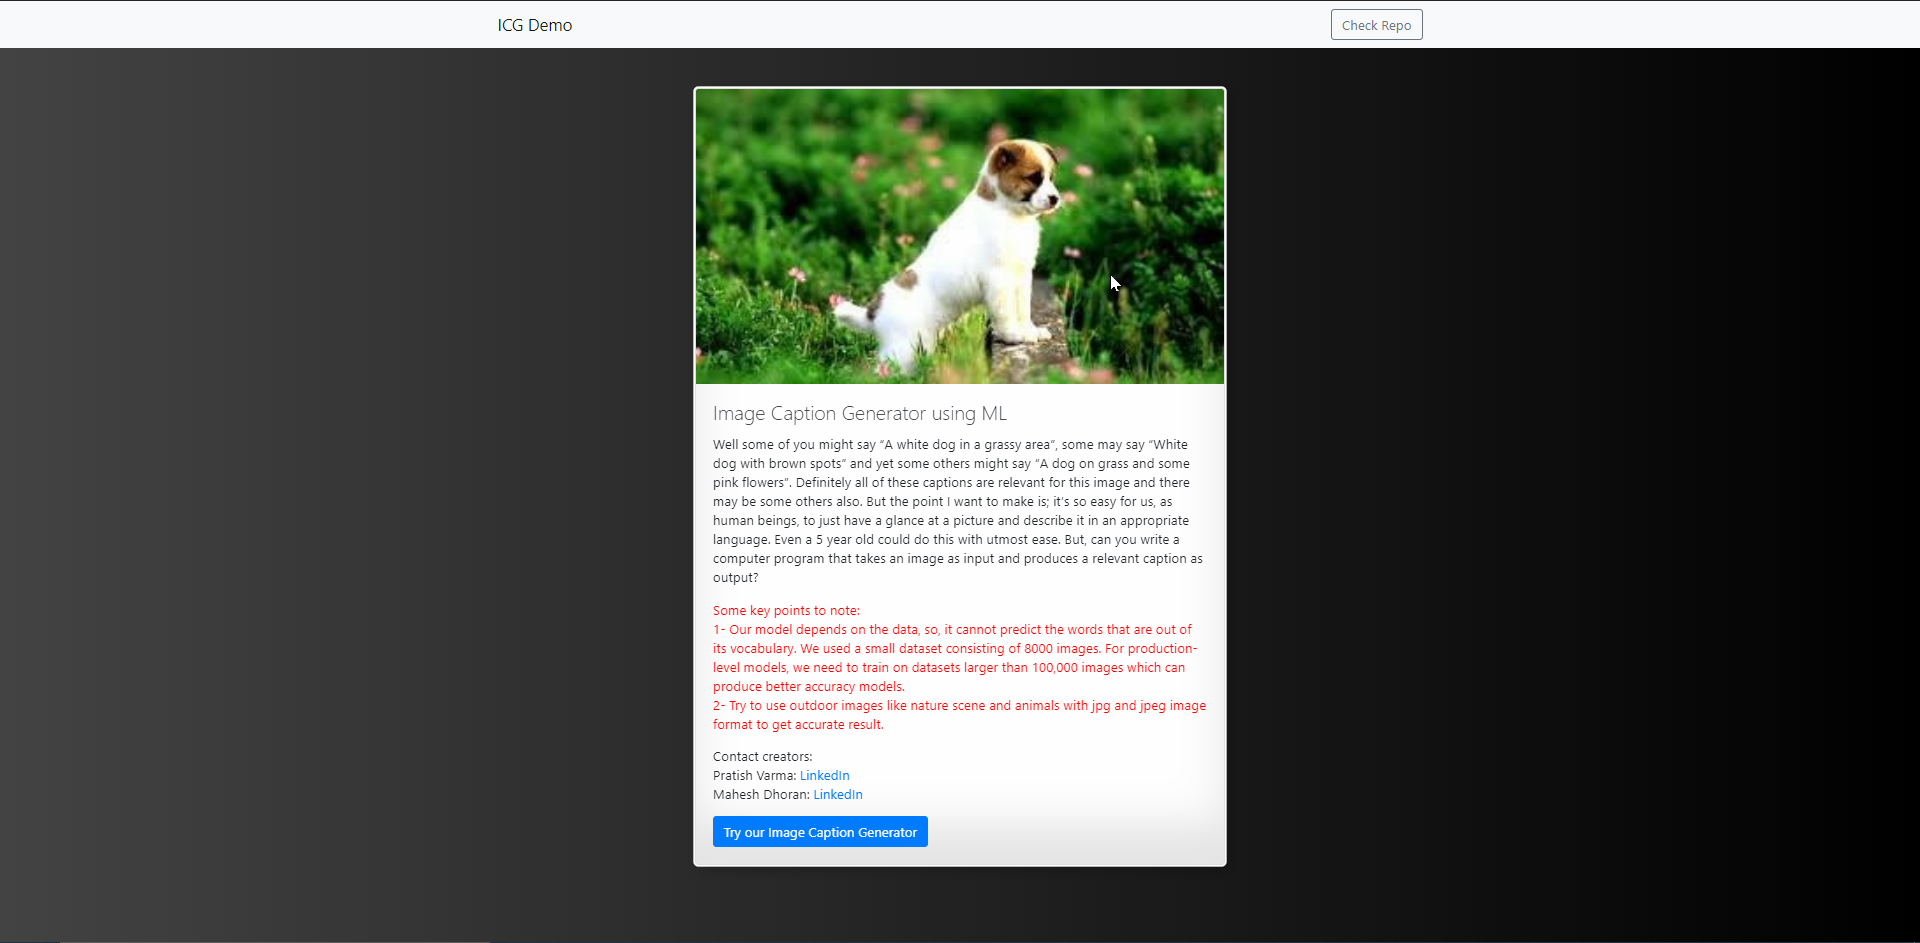 ICG Demo
Check Repo
Image Caption Generator using ML
Well some of you might say “A white dog in a grassy area”, some may say “White
dog with brown spots” and yet some others might say “A dog on grass and some
pink flowers”. Definitely all of these captions are relevant for this image and there
may be some others also. But the point I want to make is; it’s so easy for us, as
human beings, to just have a glance at a picture and describe it in an appropriate
language. Even a 5 year old could do this with utmost ease. But, can you write a
computer program that takes an image as input and produces a relevant caption as
output?
Some key points to note:
1- Our model depends on the data, so, it cannot predict the words that are out of
its vocabulary. We used a small dataset consisting of 8000 images. For production-
level models, we need to train on datasets larger than 100,000 images which can
produce better accuracy models.
2- Try to use outdoor images like nature scene and animals with jpg and jpeg image
format to get accurate result.
Contact creators:
Pratish Varma: LinkedIn
Mahesh Dhoran: LinkedIn
Try our Image Caption Generator